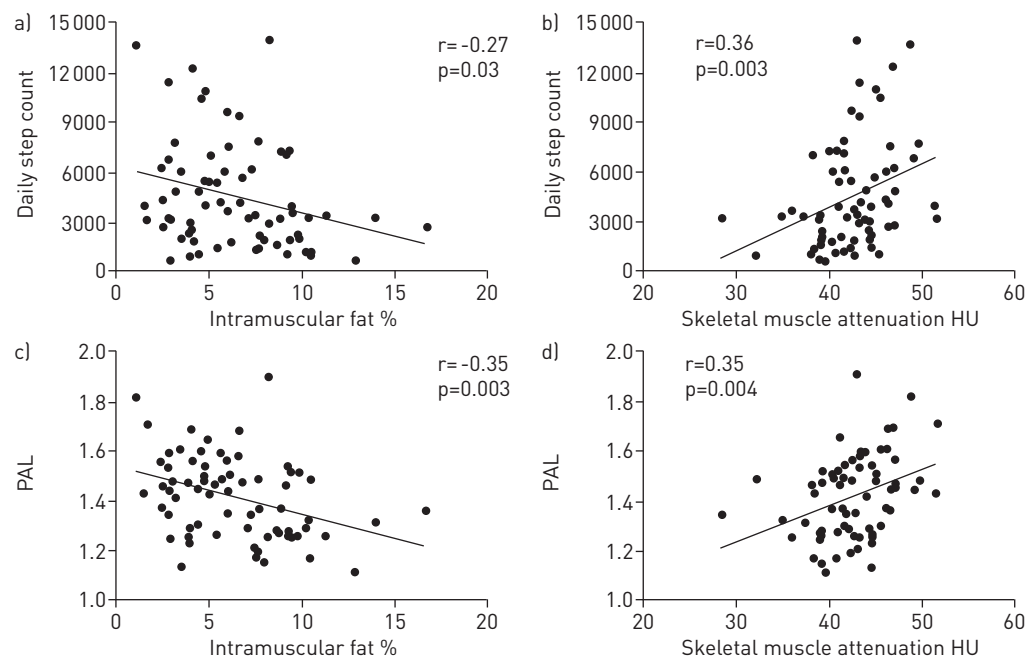 a)
Daily step count
15 000
12 000
9000
6000
3000
0
0
5
10
15
20
Intramuscular fat %
r= -0.27
p=0.03
b)
Daily step count
15 000
12 000
9000
6000
3000
0
20
30
40
50
60
Skeletal muscle attenuation HU
r=0.36
p=0.003
c)
PAL
2.0
1.8
1.6
1.4
1.2
1.0
0
5
10
15
20
Intramuscular fat %
r= -0.35
p=0.003
d)
PAL
2.0
1.8
1.6
1.4
1.2
1.0
20
30
40
50
60
Skeletal muscle attenuation HU
r=0.35
p=0.004